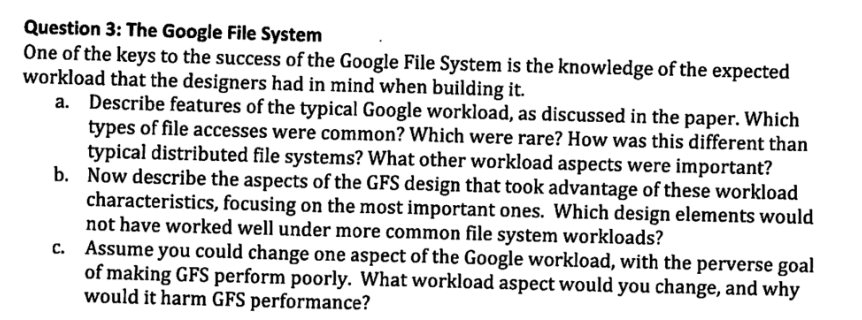 Question 3: The Google File System
One of the keys to the success of the Google File System is the knowledge of the expected
workload that the designers had in mind when building it.
a. Describe features of the typical Google workload, as discussed in the paper. Which
types of file accesses were common? Which were rare? How was this different than
typical distributed file systems? What other workload aspects were important?
b. Now describe the aspects of the GFS design that took advantage of these workload
characteristics, focusing on the most important ones. Which design elements would
not have worked well under more common file system workloads?
c. Assume you could change one aspect of the Google workload, with the perverse goal
of making GFS perform poorly. What workload aspect would you change, and why
would it harm GFS performance?